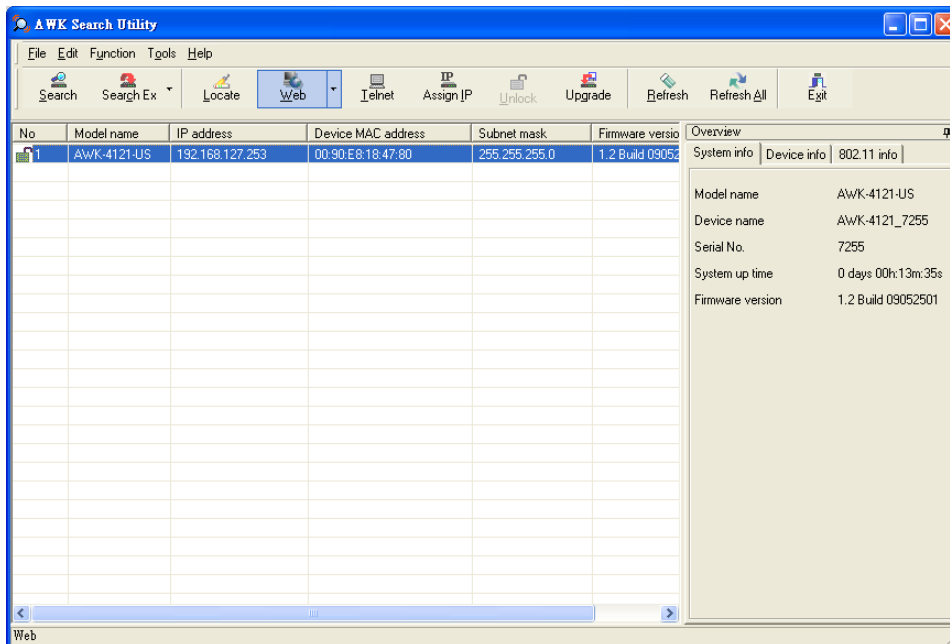 AWK Search Utility
File Edit Function Tools Help
Search Search Ex Locate Web Telnet Assign IP Unlock Upgrade Refresh Refresh All Exit
No Model name IP address Device MAC address Subnet mask Firmware versio
1 AWK-4121-US 192.168.127.253 00:90:E8:18:47:80 255.255.255.0 1.2 Build 09052
Overview
System info Device info 802.11 info
Model name AWK-4121-US
Device name AWK-4121_7255
Serial No. 7255
System up time 0 days 00h:13m:35s
Firmware version 1.2 Build 09052501
Web